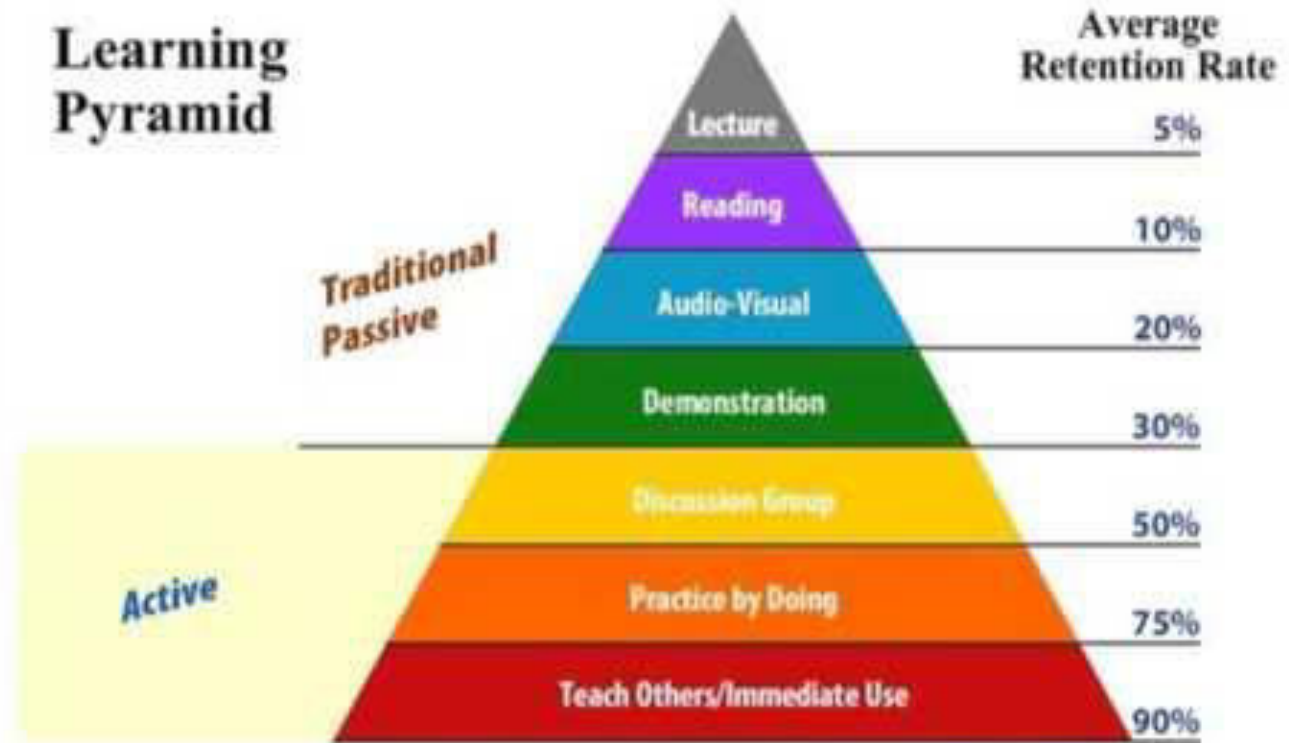 Learning
Pyramid
Average
Retention Rate
Lecture
5%
Reading
10%
Traditional
Passive
Audio-Visual
20%
Demonstration
30%
Discussion Group
50%
Active
Practice by Doing
75%
Teach Others/Immediate Use
90%